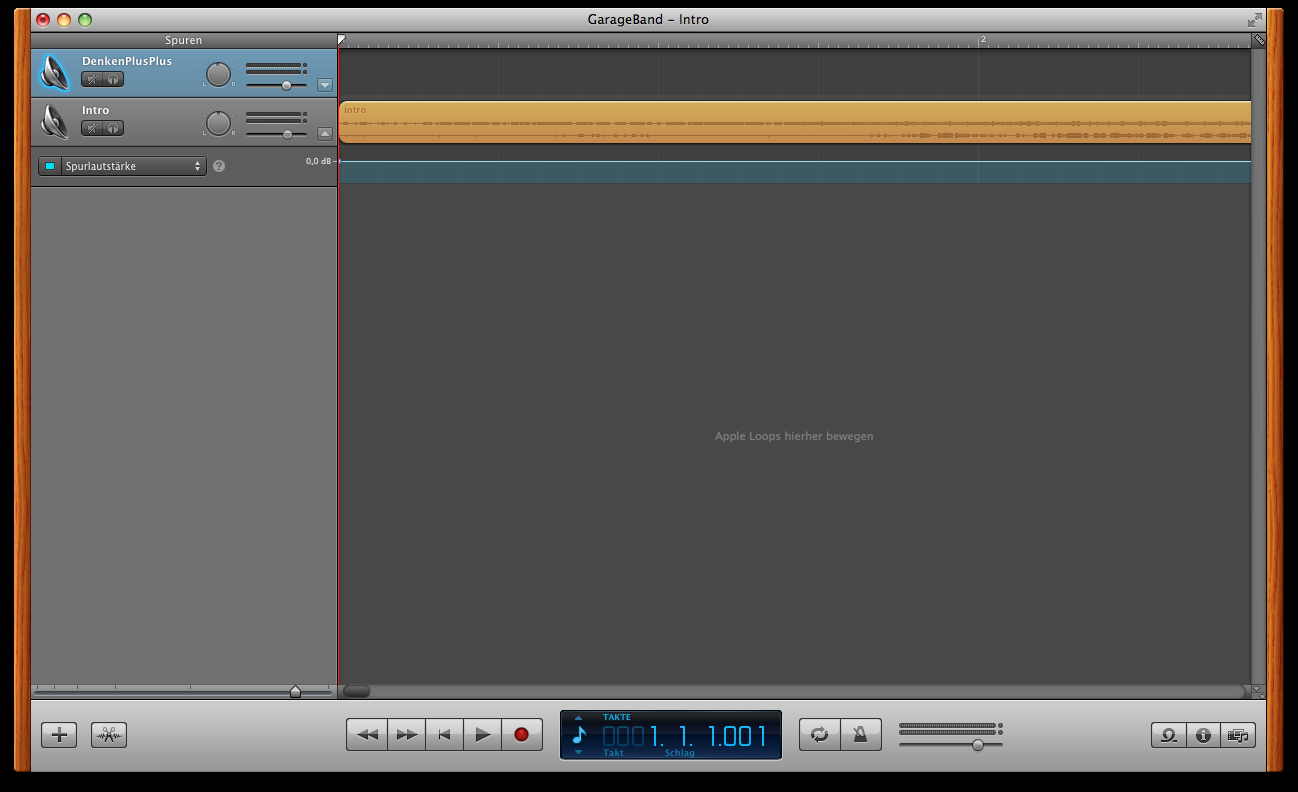 GarageBand – Intro
Spuren
2
DenkenPlusPlus
L R
Intro
L R
intro
Spurlautstärke
?
0,0 dB
Apple Loops hierher bewegen
TAKTE
0001. 1. 1.001
Takt Schlag